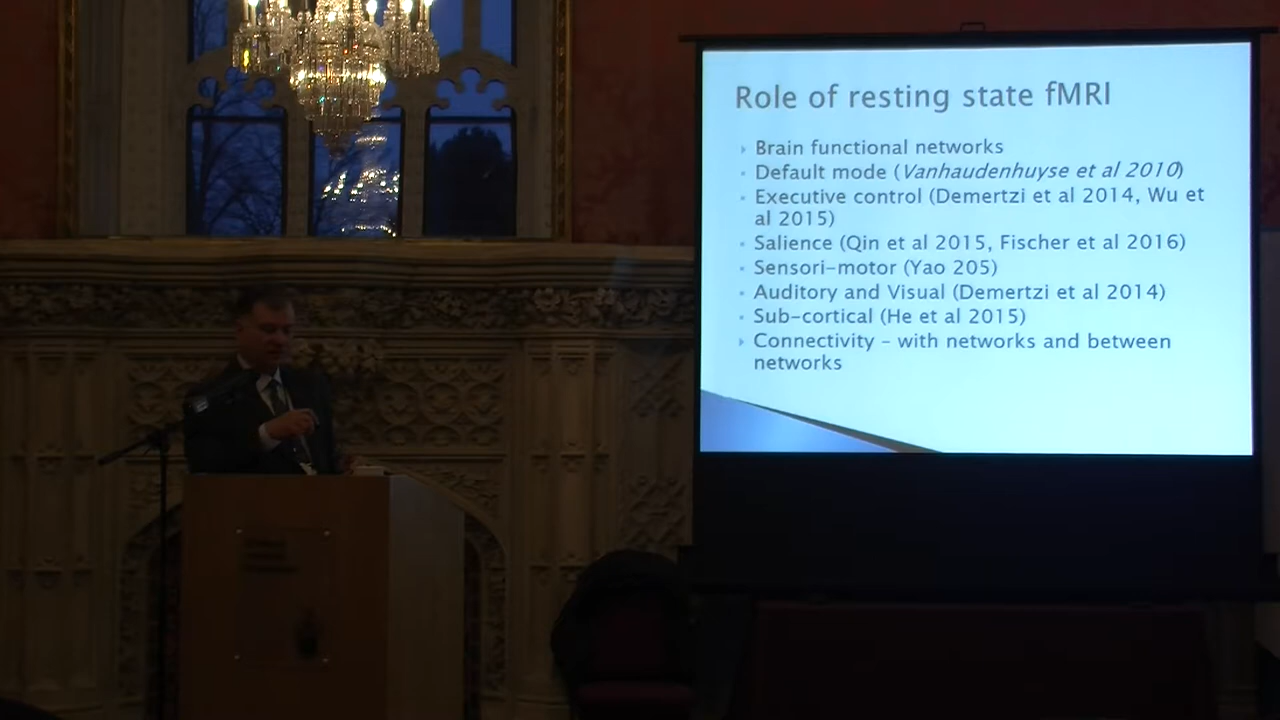 Role of resting state fMRI
Brain functional networks
Default mode (Vanhaudenhuyse et al 2010)
Executive control (Demertzi et al 2014, Wu et
al 2015)
Salience (Qin et al 2015, Fischer et al 2016)
Sensori-motor (Yao 205)
Auditory and Visual (Demertzi et al 2014)
Sub-cortical (He et al 2015)
Connectivity - with networks and between
networks